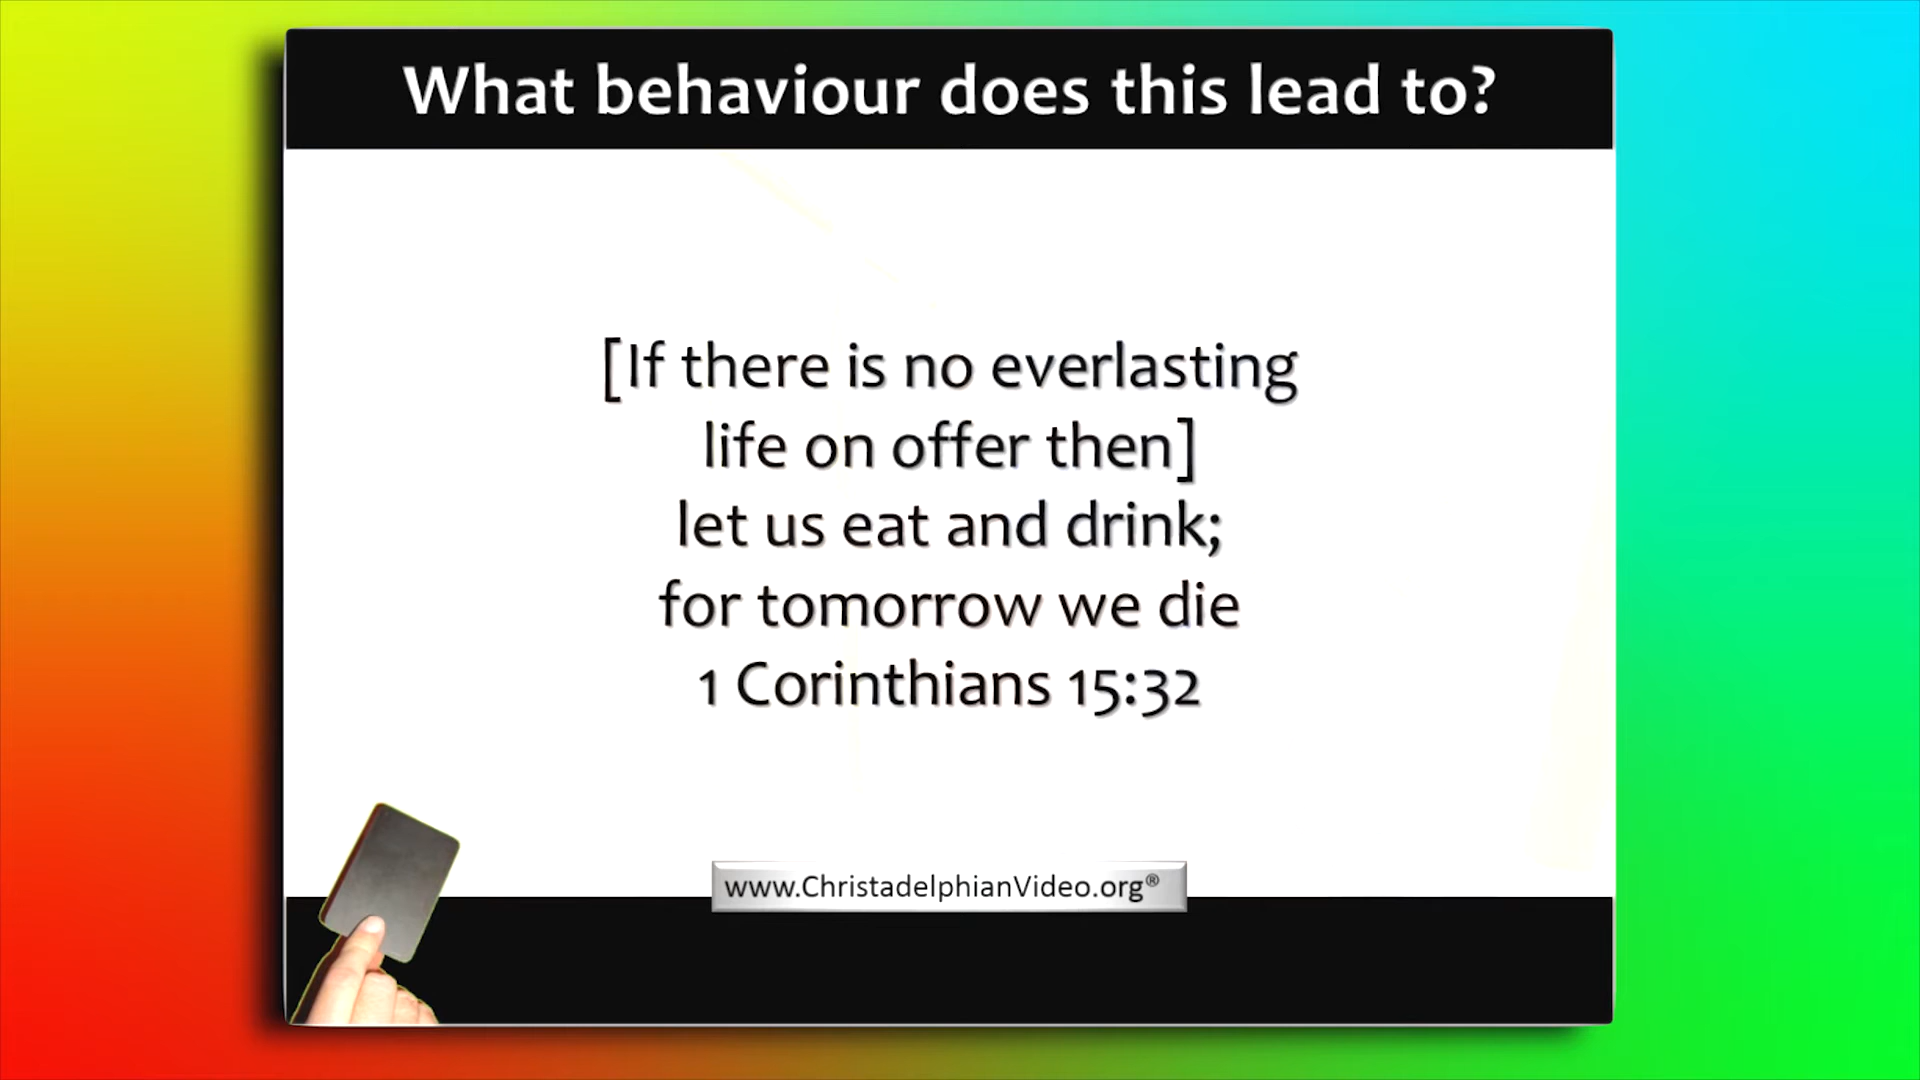 What behaviour does this lead to?
[If there is no everlasting
life on offer then]
let us eat and drink;
for tomorrow we die
1 Corinthians 15:32
www.ChristadelphianVideo.org®